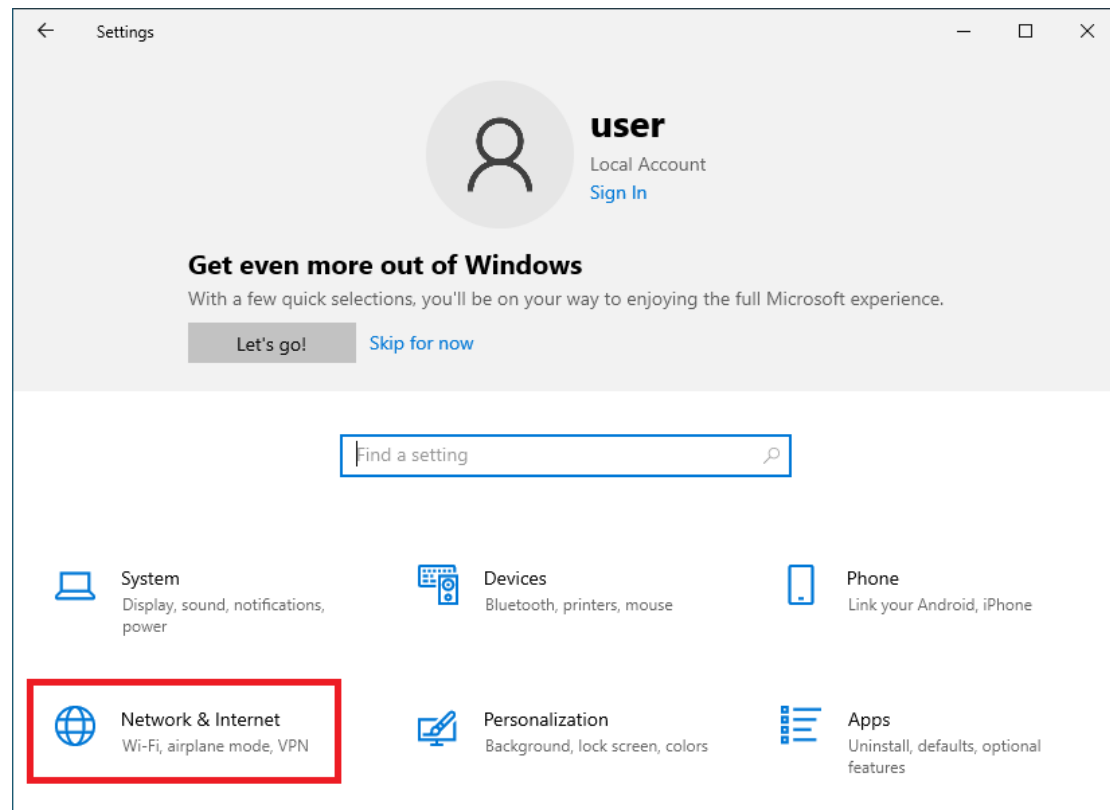 Settings
user
Local Account
Sign In
Get even more out of Windows
With a few quick selections, you'll be on your way to enjoying the full Microsoft experience.
Let's go!
Skip for now
Find a setting
System
Display, sound, notifications,
power
Devices
Bluetooth, printers, mouse
Phone
Link your Android, iPhone
Network & Internet
Wi-Fi, airplane mode, VPN
Personalization
Background, lock screen, colors
Apps
Uninstall, defaults, optional
features